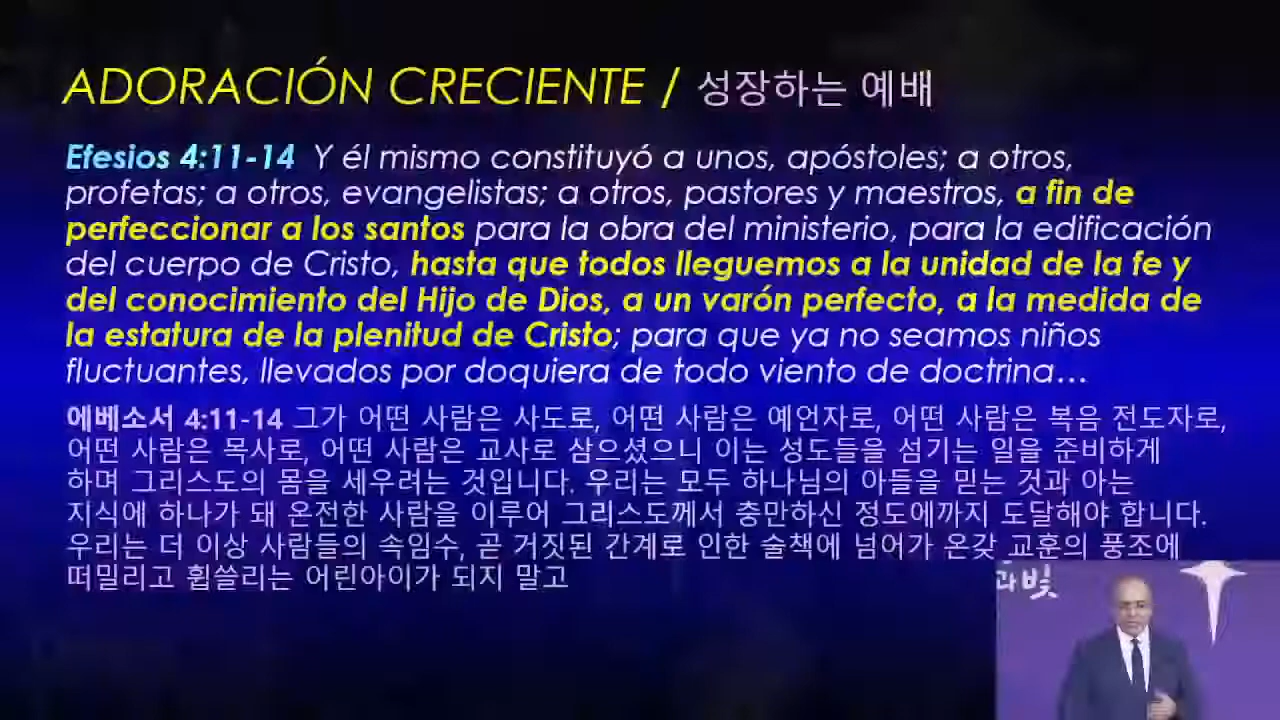 ADORACIÓN CRECIENTE / 성장하는 예배
Efesios 4:11-14 Y él mismo constituyó a unos, apóstoles; a otros,
profetas; a otros, evangelistas; a otros, pastores y maestros, a fin de
perfeccionar a los santos para la obra del ministerio, para la edificación
del cuerpo de Cristo, hasta que todos lleguemos a la unidad de la fe y
del conocimiento del Hijo de Dios, a un varón perfecto, a la medida de
la estatura de la plenitud de Cristo; para que ya no seamos niños
fluctuantes, llevados por doquiera de todo viento de doctrina...
에베소서 4:11-14 그가 어떤 사람은 사도로, 어떤 사람은 예언자로, 어떤 사람은 복음 전도자로,
어떤 사람은 목사로, 어떤 사람은 교사로 삼으셨으니 이는 성도들을 섬기는 일을 준비하게
하며 그리스도의 몸을 세우려는 것입니다. 우리는 모두 하나님의 아들을 믿는 것과 아는
지식에 하나가 돼 온전한 사람을 이루어 그리스도께서 충만하신 정도에까지 도달해야 합니다.
우리는 더 이상 사람들의 속임수, 곧 거짓된 간계로 인한 술책에 넘어가 온갖 교훈의 풍조에
떠밀리고 휩쓸리는 어린아이가 되지 말고
과빛